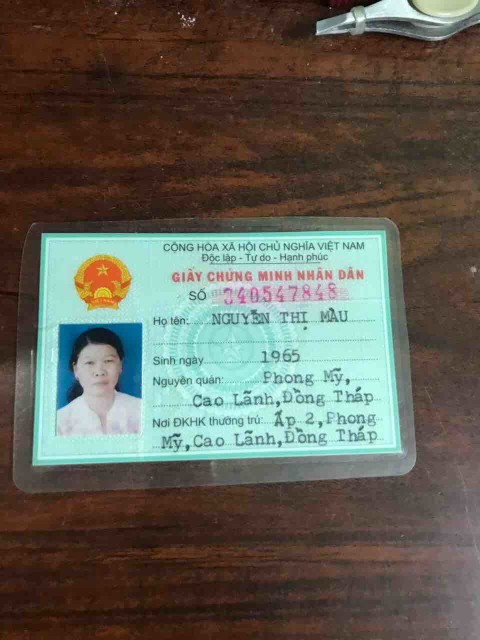 CỘNG HÒA XÃ HỘI CHỦ NGHĨA VIỆT NAM
Độc lập - Tự do - Hạnh phúc
GIẤY CHỨNG MINH NHÂN DÂN
SỐ 340547848
Họ tên: NGUYỄN THỊ MÀU
Sinh ngày 1965
Nguyên quán: Phong Mỹ,
Cao Lãnh,Đồng Tháp
Nơi ĐKHK thường trú: Ấp 2,Phong
Mỹ,Cao Lãnh,Đồng Tháp